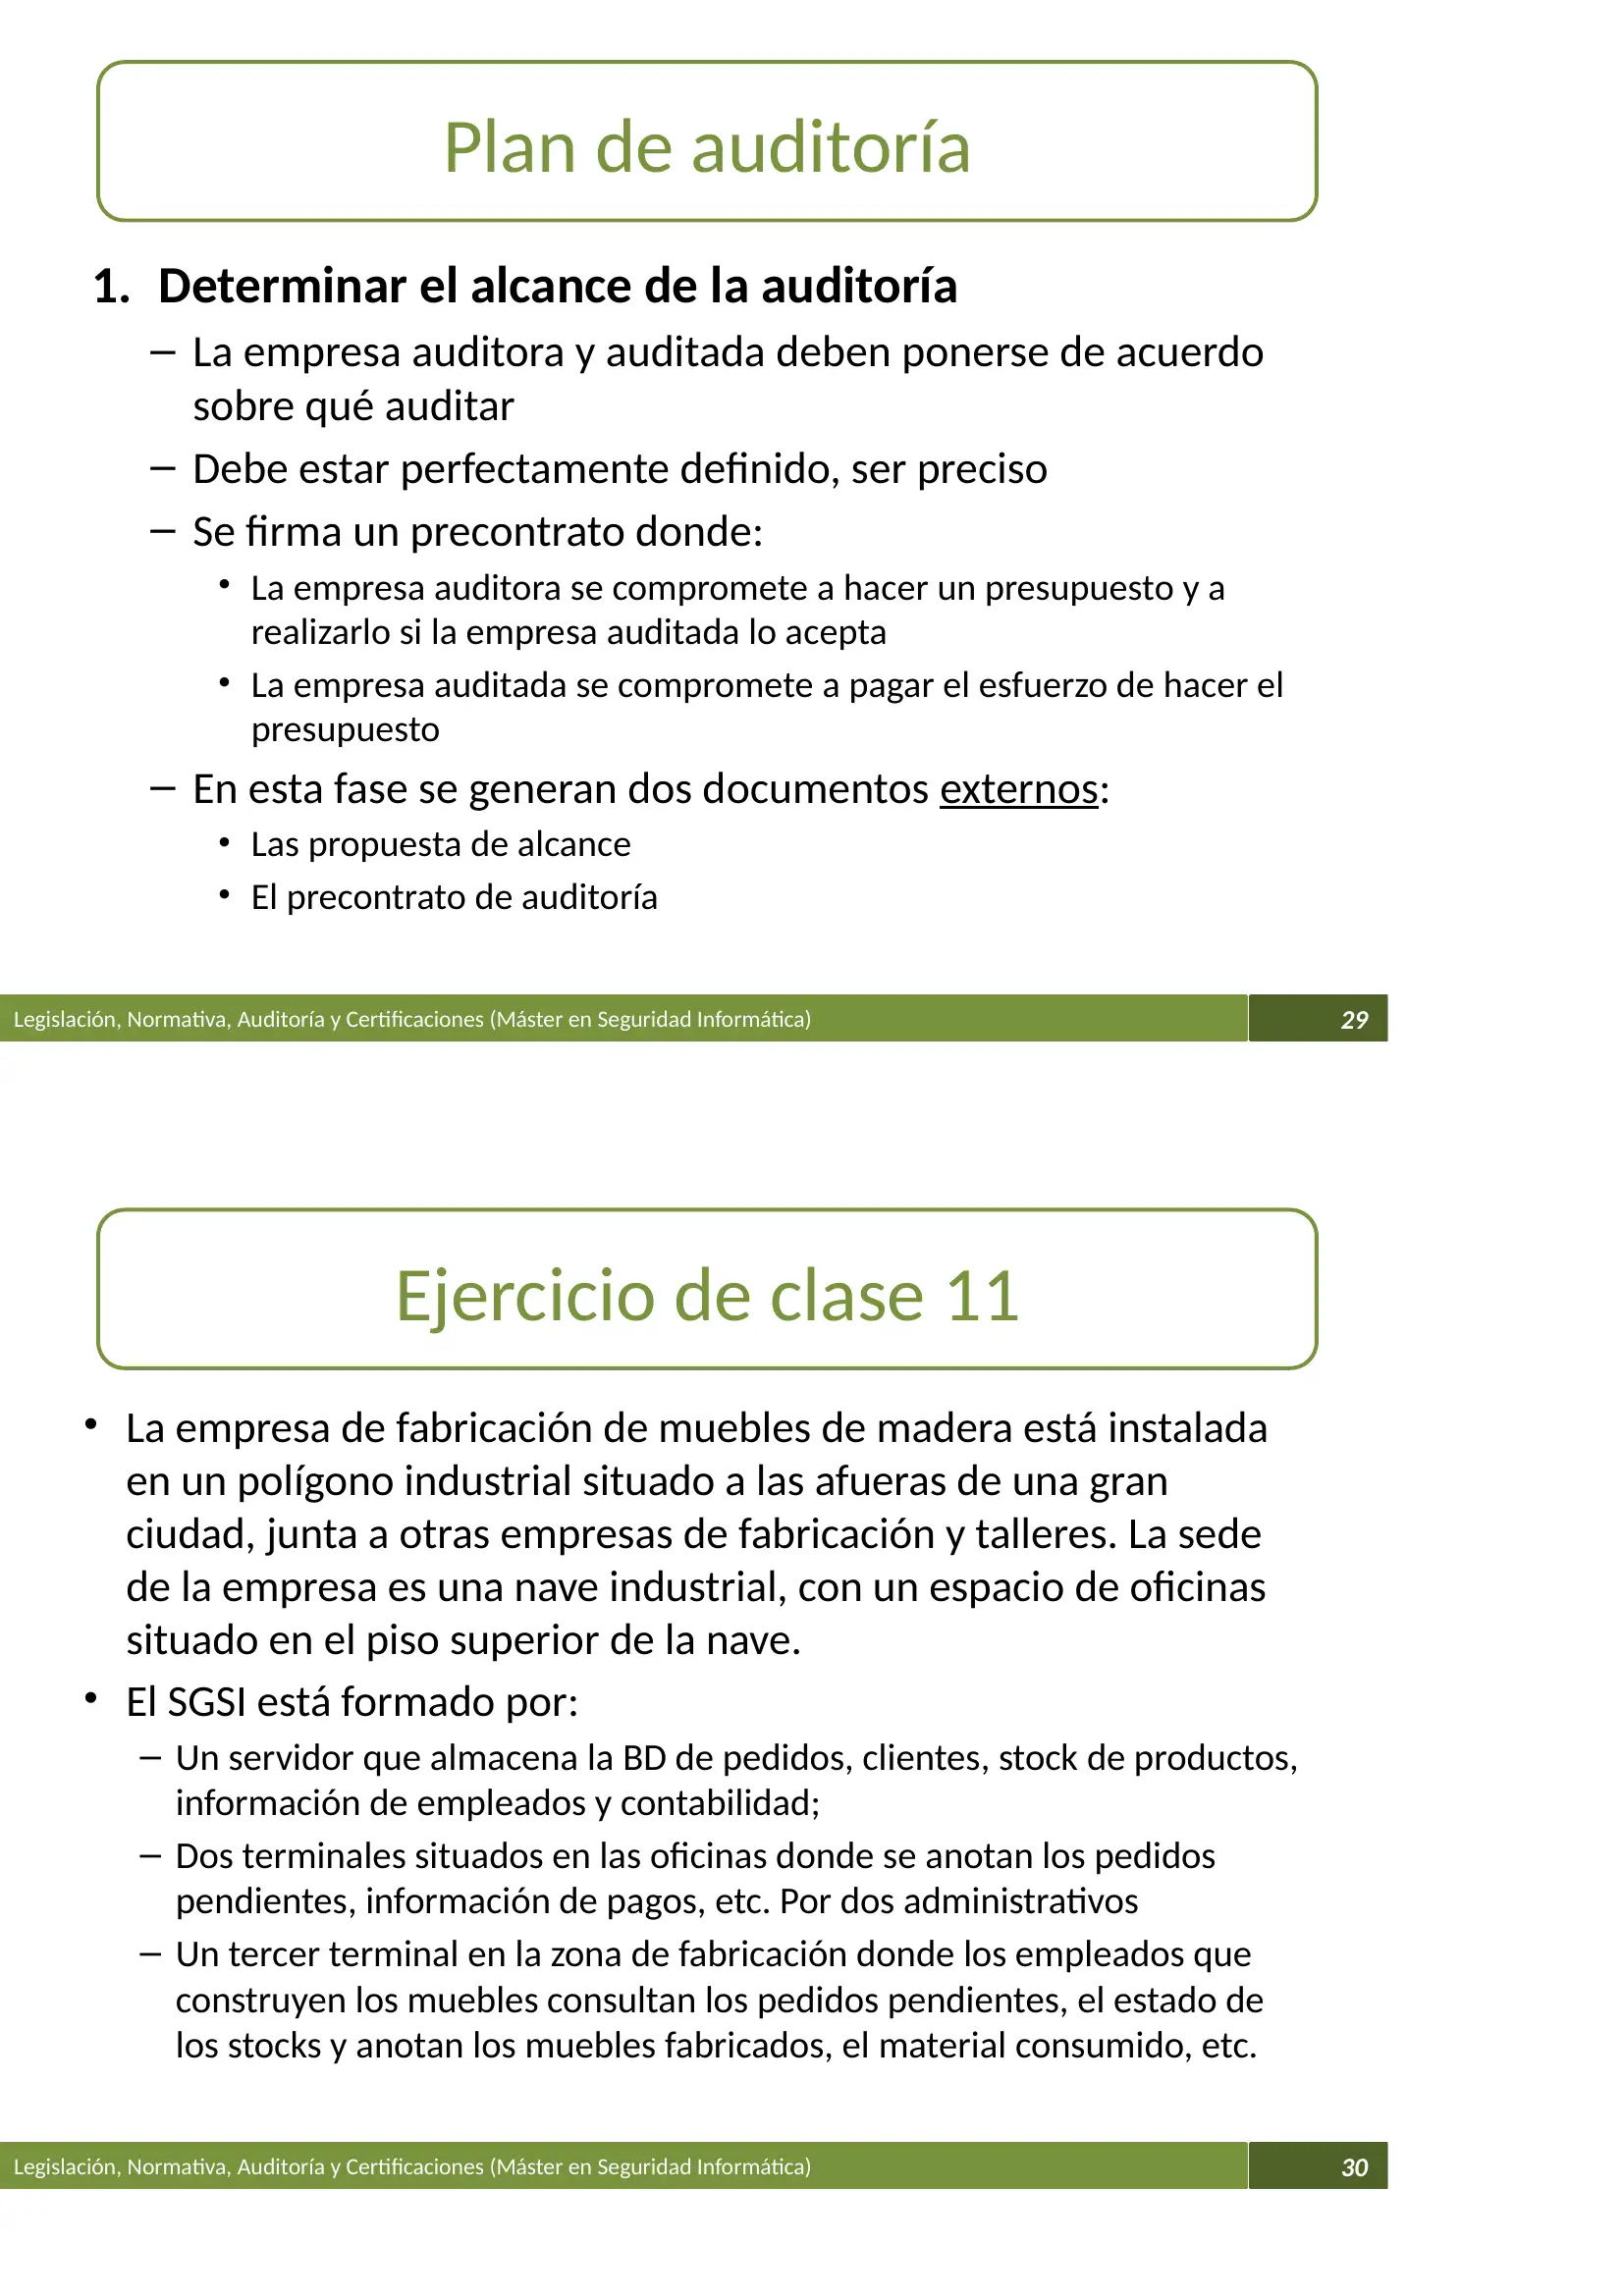 Plan de auditoría
1. Determinar el alcance de la auditoría
– La empresa auditora y auditada deben ponerse de acuerdo
sobre qué auditar
– Debe estar perfectamente definido, ser preciso
– Se firma un precontrato donde:
• La empresa auditora se compromete a hacer un presupuesto y a
realizarlo si la empresa auditada lo acepta
• La empresa auditada se compromete a pagar el esfuerzo de hacer el
presupuesto
– En esta fase se generan dos documentos externos:
• Las propuesta de alcance
• El precontrato de auditoría
Legislación, Normativa, Auditoría y Certificaciones (Máster en Seguridad Informática) 29
Ejercicio de clase 11
• La empresa de fabricación de muebles de madera está instalada
en un polígono industrial situado a las afueras de una gran
ciudad, junta a otras empresas de fabricación y talleres. La sede
de la empresa es una nave industrial, con un espacio de oficinas
situado en el piso superior de la nave.
• El SGSI está formado por:
– Un servidor que almacena la BD de pedidos, clientes, stock de productos,
información de empleados y contabilidad;
– Dos terminales situados en las oficinas donde se anotan los pedidos
pendientes, información de pagos, etc. Por dos administrativos
– Un tercer terminal en la zona de fabricación donde los empleados que
construyen los muebles consultan los pedidos pendientes, el estado de
los stocks y anotan los muebles fabricados, el material consumido, etc.
Legislación, Normativa, Auditoría y Certificaciones (Máster en Seguridad Informática) 30